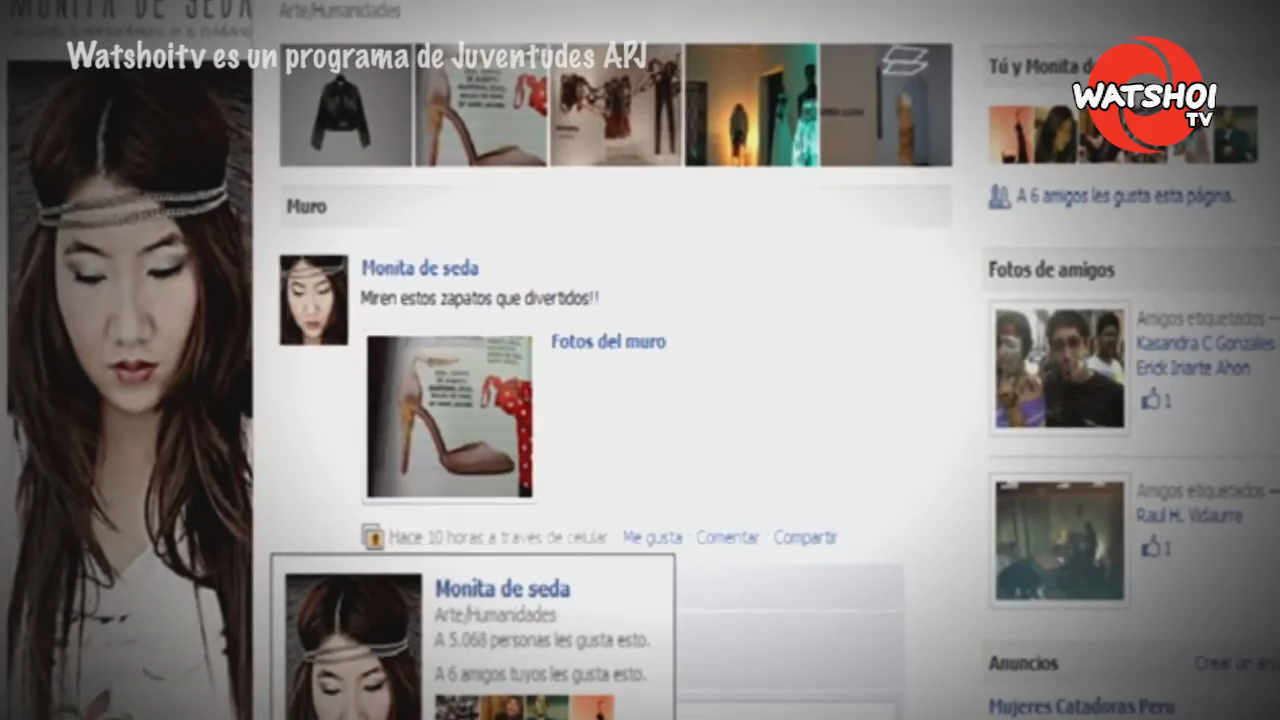 MONITA DE SEDA
Arte/Humanidades
Watshoitv es un programa de Juventudes APJ
WATSHOI
TV
Tú y Monita de
A 6 amigos les gusta esta página.
Muro
Monita de seda
Miren estos zapatos que divertidos!!
Fotos del muro
Hace 10 horas a través de celular · Me gusta · Comentar · Compartir
Fotos de amigos
Amigos etiquetados —
Kasandra C Gonzales
Erick Iriarte Ahon
1
Amigos etiquetados —
Raul H. Vidaurre
1
Monita de seda
Arte/Humanidades
A 5.068 personas les gusta esto.
A 6 amigos tuyos les gusta esto.
Anuncios
Crear un
Mujeres Catadoras Peru